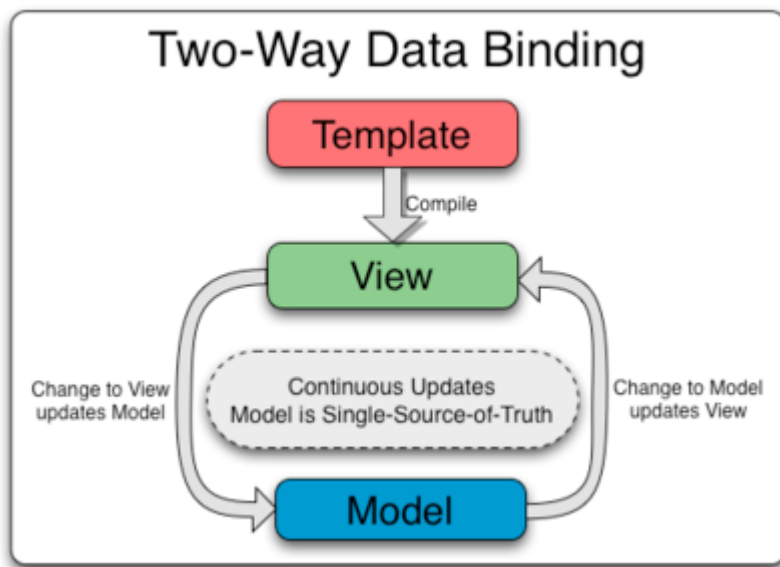 Two-Way Data Binding
Template
Compile
View
Change to View
updates Model
Continuous Updates
Model is Single-Source-of-Truth
Change to Model
updates View
Model